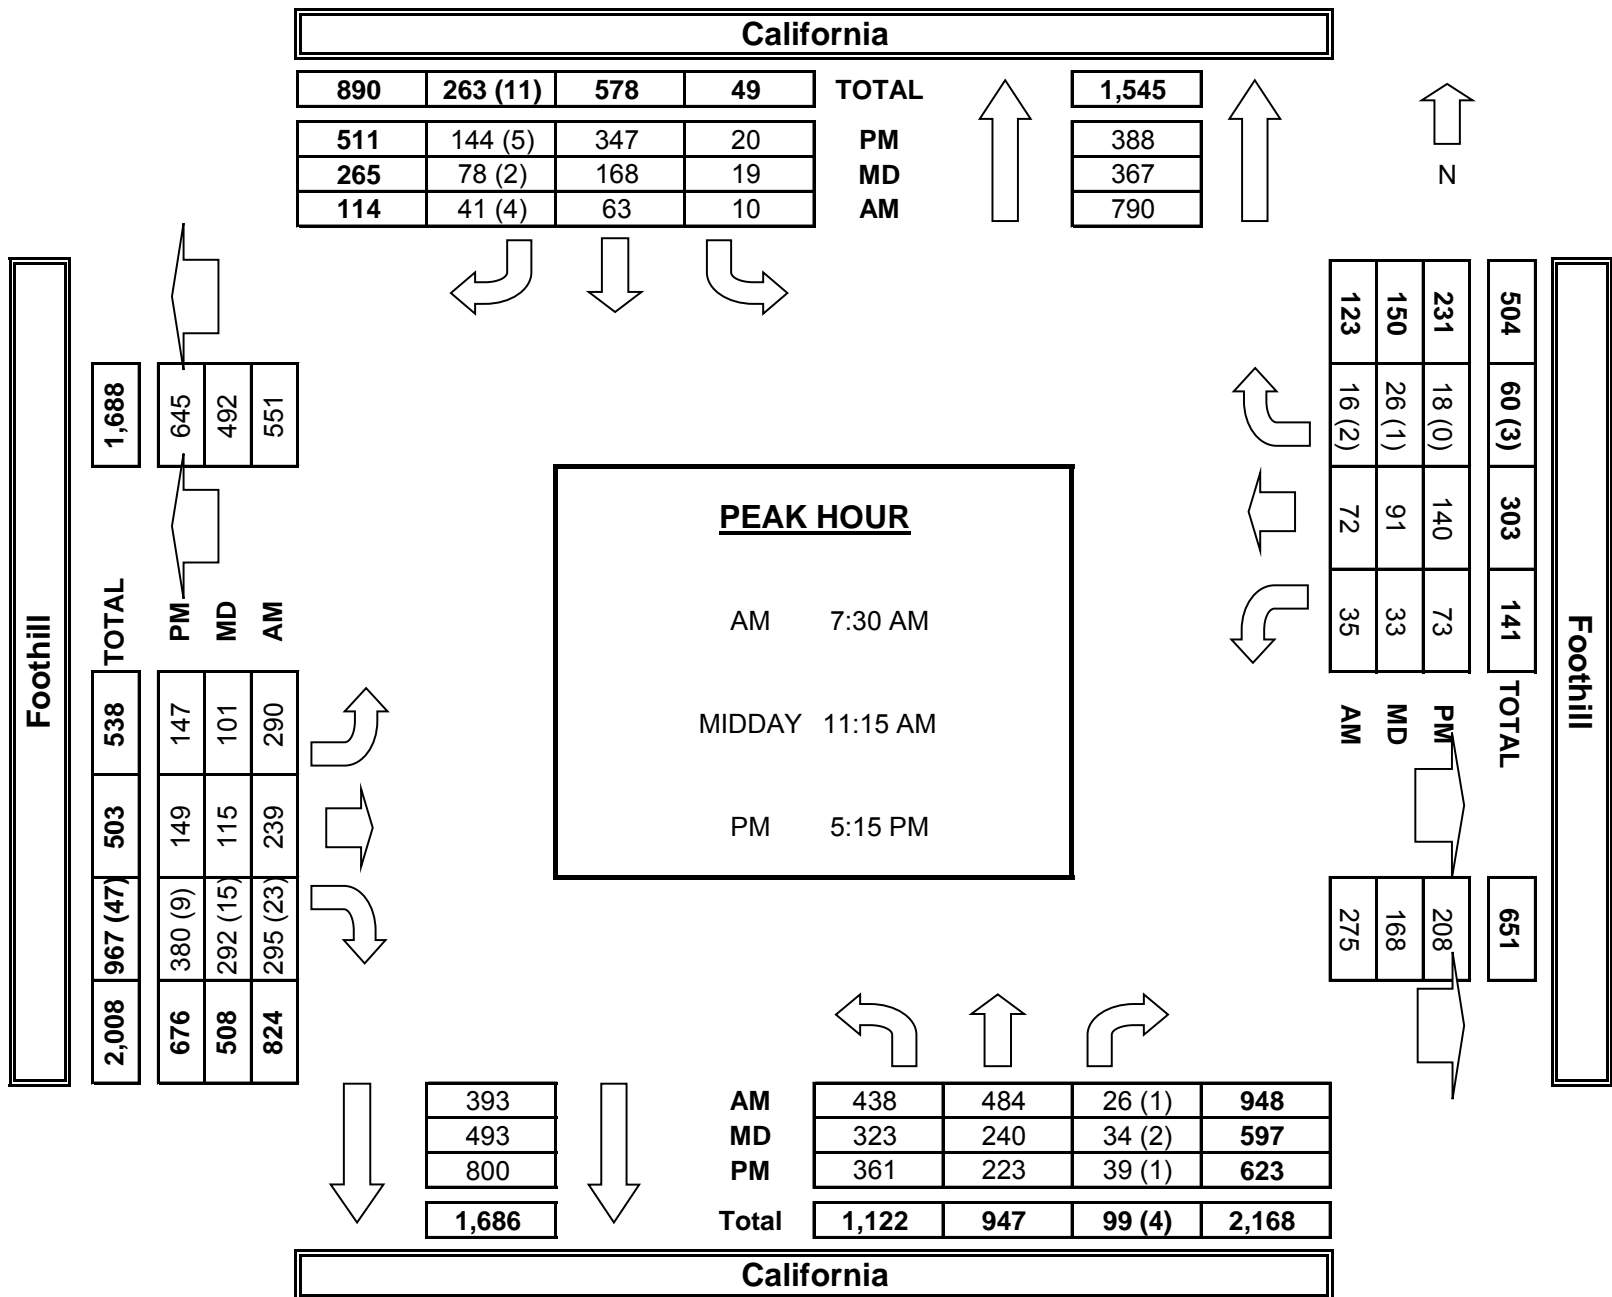 California
890 263 (11) 578 49 TOTAL 1,545
511 144 (5) 347 20 PM 388
265 78 (2) 168 19 MD 367
114 41 (4) 63 10 AM 790
N
Foothill
1,688 645 492 551
TOTAL PM MD AM
538 147 101 290
503 149 115 239
967 (47) 380 (9) 292 (15) 295 (23)
2,008 676 508 824
PEAK HOUR
AM 7:30 AM
MIDDAY 11:15 AM
PM 5:15 PM
504 60 (3) 303 141 TOTAL
231 18 (0) 140 73 PM
150 26 (1) 91 33 MD
123 16 (2) 72 35 AM
651
208
168
275
Foothill
393 AM 438 484 26 (1) 948
493 MD 323 240 34 (2) 597
800 PM 361 223 39 (1) 623
1,686 Total 1,122 947 99 (4) 2,168
California